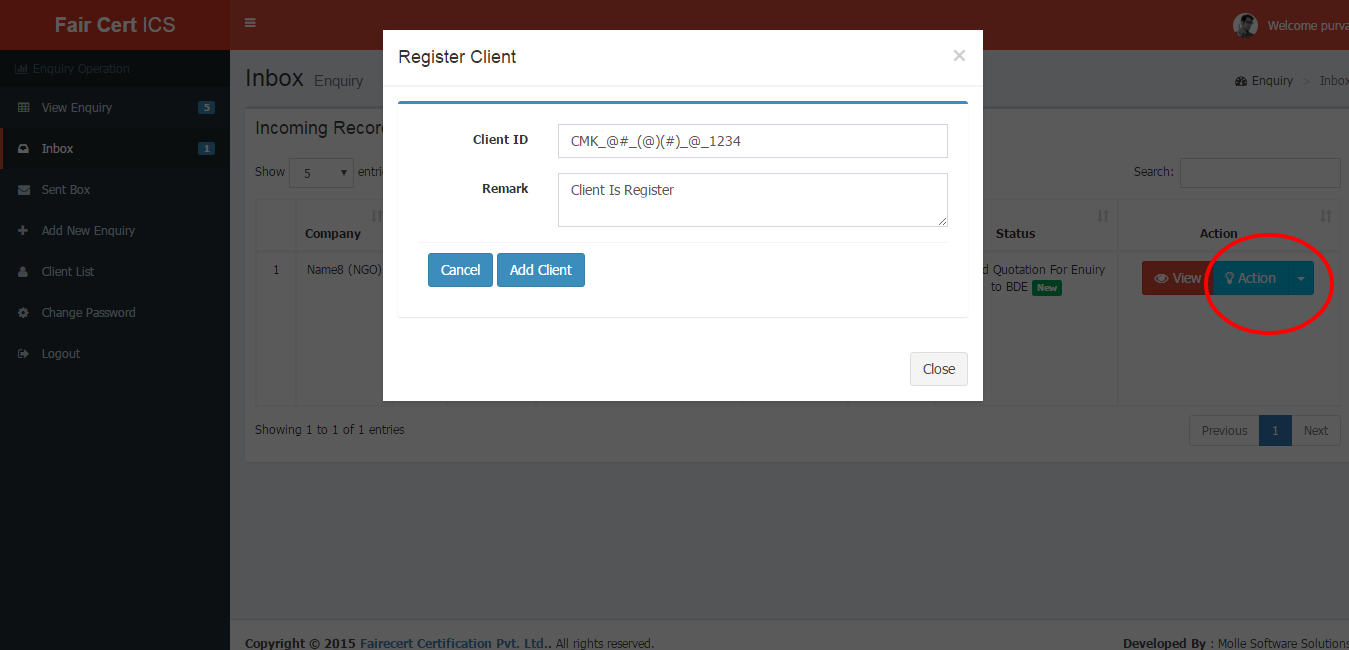 Fair Cert ICS
Welcome purva
Register Client
×
Enquiry Operation
Inbox Enquiry
Enquiry > Inbox
View Enquiry 5
Incoming Recor
Client ID CMK_@#_(@)(#)_@_1234
Inbox 1
Show 5 entri
Search:
Sent Box
Remark Client Is Register
Add New Enquiry
Company
Status
Action
Client List
1
Name8 (NGO)
Cancel
Add Client
d Quotation For Enuiry
to BDE New
View
Action
Change Password
Logout
Close
Showing 1 to 1 of 1 entries
Previous 1 Next
Copyright © 2015 Fairecert Certification Pvt. Ltd.. All rights reserved.
Developed By : Molle Software Solutions